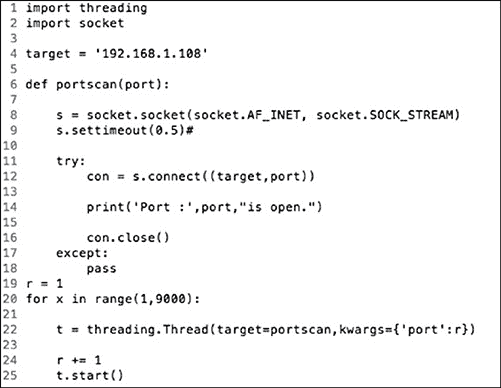 1 import threading
2 import socket
3
4 target = '192.168.1.108'
5
6 def portscan(port):
7
8     s = socket.socket(socket.AF_INET, socket.SOCK_STREAM)
9     s.settimeout(0.5)#
10
11     try:
12         con = s.connect((target,port))
13
14         print('Port :',port,"is open.")
15
16         con.close()
17     except:
18         pass
19 r = 1
20 for x in range(1,9000):
21
22     t = threading.Thread(target=portscan,kwargs={'port':r})
23
24     r += 1
25     t.start()